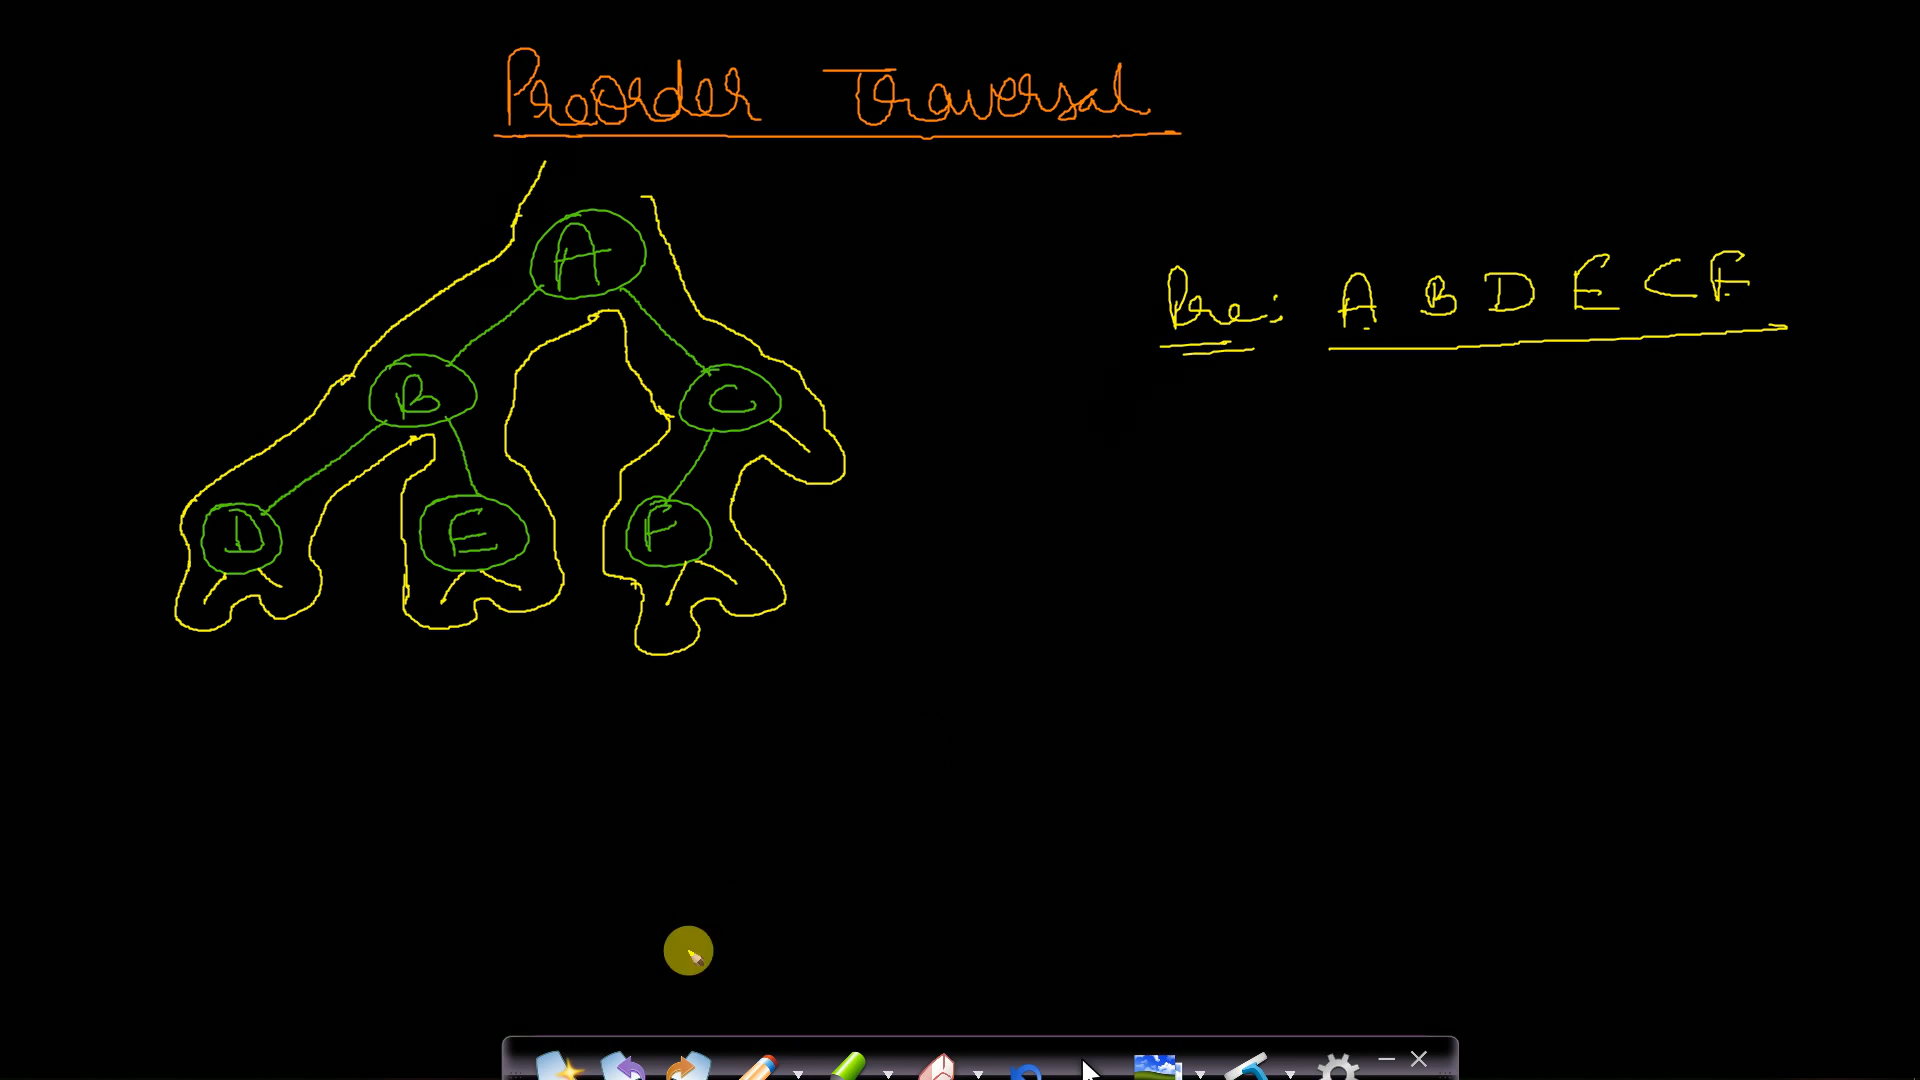 Preorder Traversal
A
Pre: A B D E C F
B C
D E F